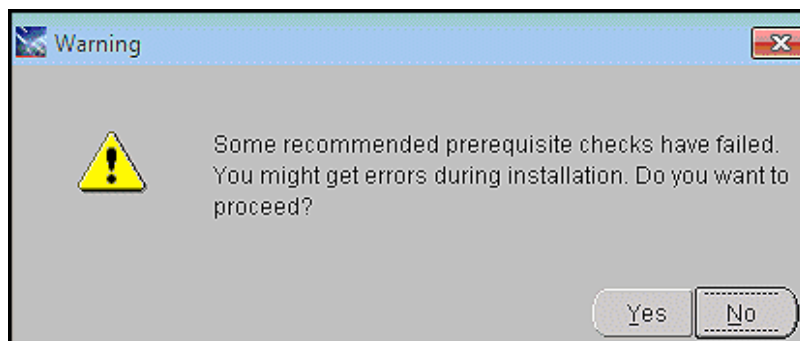 Warning
Some recommended prerequisite checks have failed.
You might get errors during installation. Do you want to
proceed?
Yes
No